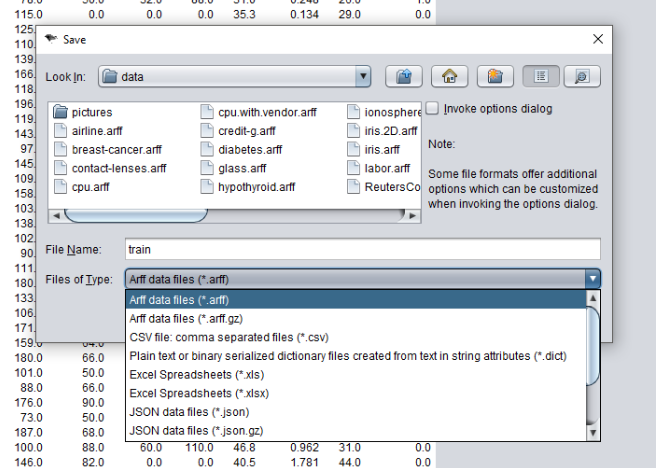 115.0 0.0 0.0 35.3 0.134 29.0 0.0
125.
110.
139.
166.
118.
196.
119.
143.
97.
145.
109.
158.
103.
138.
102.
90.
111.
180.
133.
106.
171.
159.0
180.0 66.0
101.0 50.0
88.0 66.0
176.0 90.0
73.0 50.0
187.0 68.0
100.0 88.0 60.0 110.0 46.8 0.962 31.0 0.0
146.0 82.0 0.0 0.0 40.5 1.781 44.0 0.0
Save
Look In: data
pictures
airline.arff
breast-cancer.arff
contact-lenses.arff
cpu.arff
cpu.with.vendor.arff
credit-g.arff
diabetes.arff
glass.arff
hypothyroid.arff
ionosphere
iris.2D.arff
iris.arff
labor.arff
ReutersCo
Invoke options dialog
Note:
Some file formats offer additional
options which can be customized
when invoking the options dialog.
File Name: train
Files of Type: Arff data files (*.arff)
Arff data files (*.arff)
Arff data files (*.arff.gz)
CSV file: comma separated files (*.csv)
Plain text or binary serialized dictionary files created from text in string attributes (*.dict)
Excel Spreadsheets (*.xls)
Excel Spreadsheets (*.xlsx)
JSON data files (*.json)
JSON data files (*.json.gz)